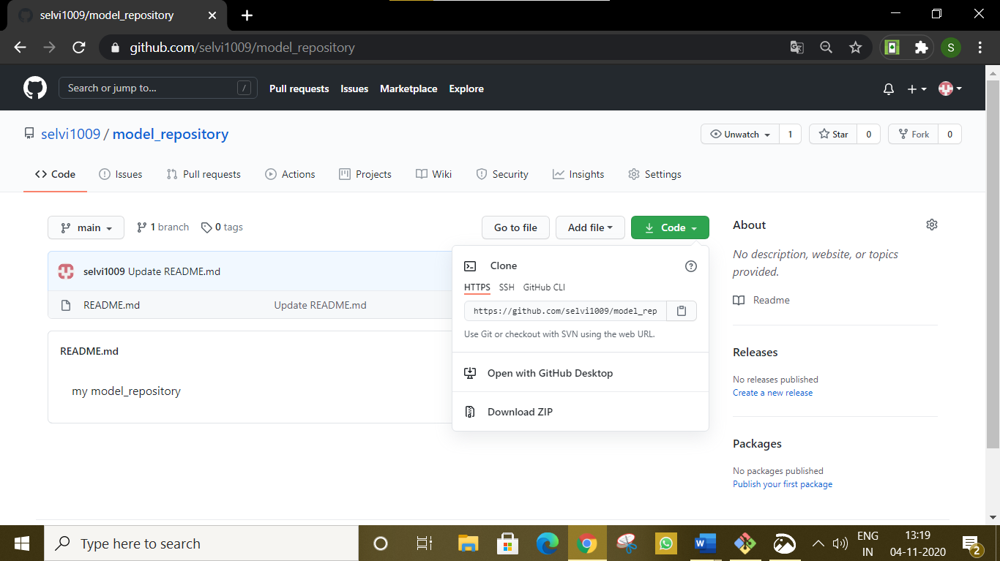 selvi1009/model_repository
github.com/selvi1009/model_repository
S
Search or jump to... /
Pull requests Issues Marketplace Explore
selvi1009 / model_repository
Unwatch 1 Star 0 Fork 0
Code Issues Pull requests Actions Projects Wiki Security Insights Settings
main 1 branch 0 tags
Go to file Add file Code
selvi1009 Update README.md
README.md Update README.md
README.md
my model_repository
Clone
HTTPS SSH GitHub CLI
https://github.com/selvi1009/model_rep
Use Git or checkout with SVN using the web URL.
Open with GitHub Desktop
Download ZIP
About
No description, website, or topics
provided.
Readme
Releases
No releases published
Create a new release
Packages
No packages published
Publish your first package
Type here to search
ENG
IN
13:19
04-11-2020
2